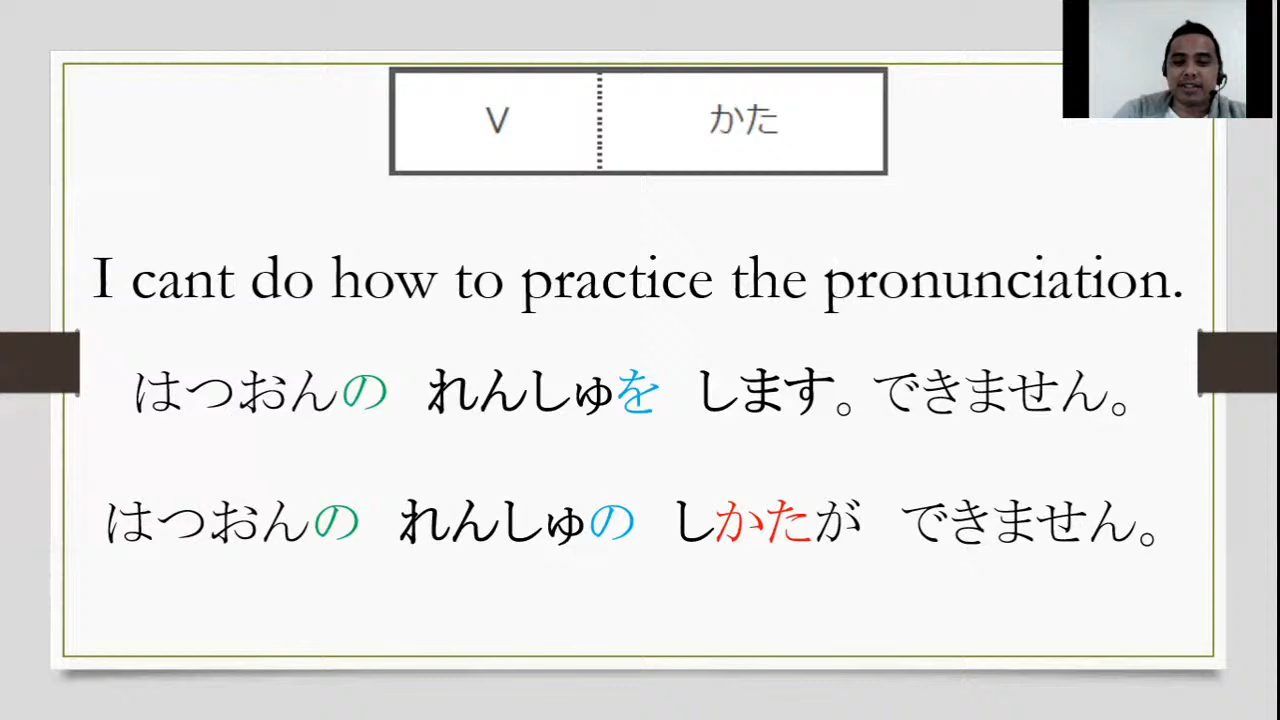 V かた
I cant do how to practice the pronunciation.
はつおんの れんしゅを します。できません。
はつおんの れんしゅの しかたが できません。